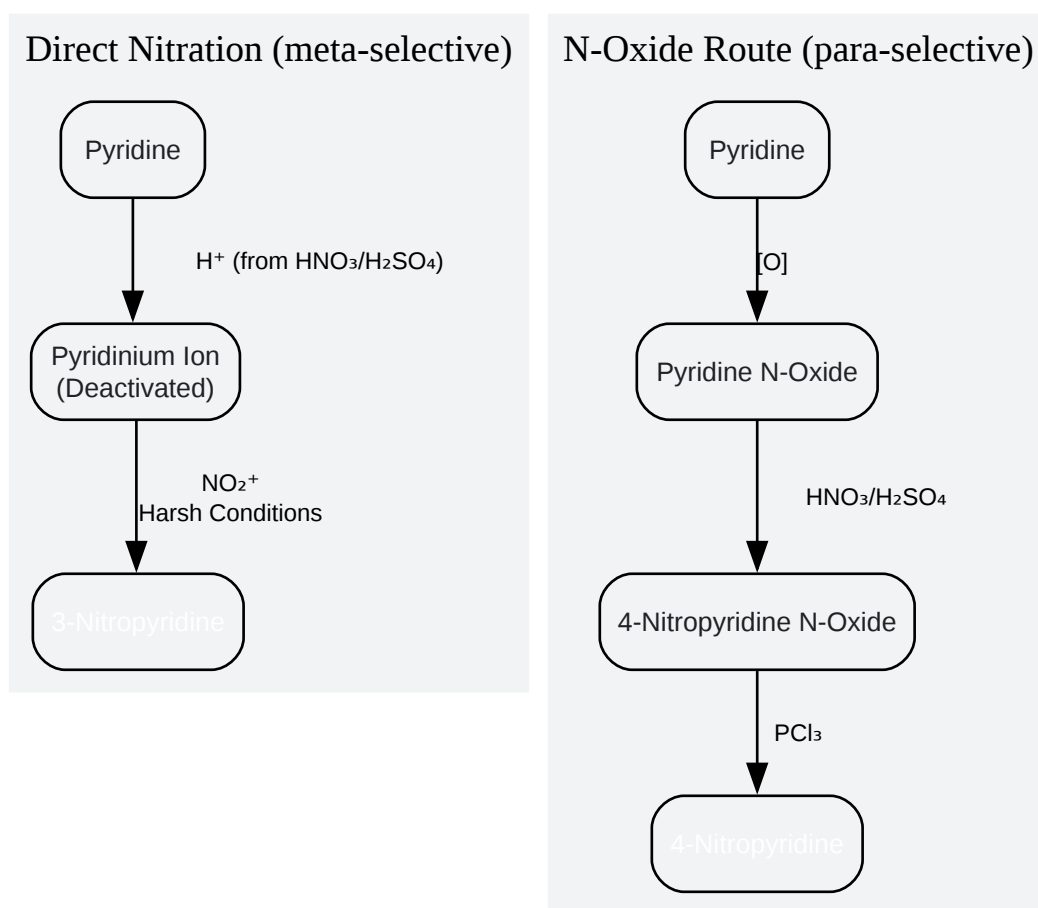 Direct Nitration (meta-selective)
Pyridine
H⁺ (from HNO₃/H₂SO₄)
Pyridinium Ion
(Deactivated)
NO₂⁺
Harsh Conditions
3-Nitropyridine
N-Oxide Route (para-selective)
Pyridine
[O]
Pyridine N-Oxide
HNO₃/H₂SO₄
4-Nitropyridine N-Oxide
PCl₃
4-Nitropyridine